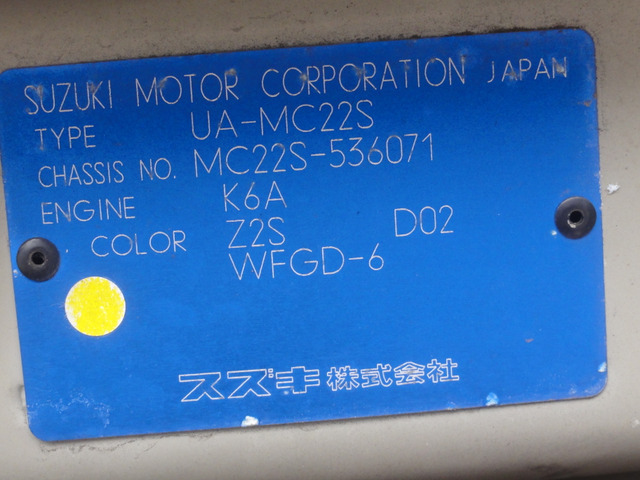 SUZUKI MOTOR CORPORATION JAPAN
TYPE UA-MC22S
CHASSIS NO. MC22S-536071
ENGINE K6A
COLOR Z2S D02
WFGD-6
スズキ株式会社